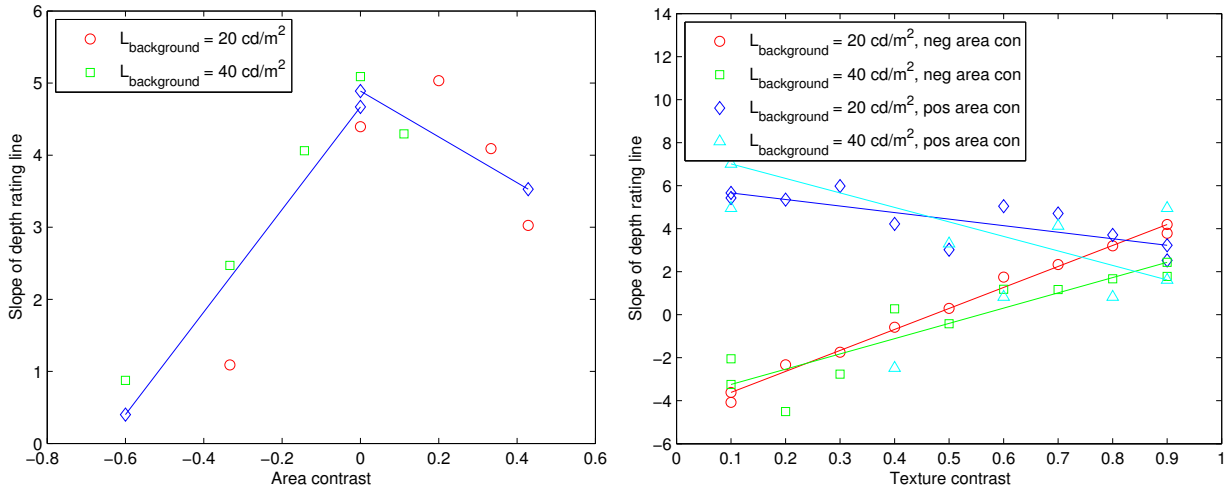 6
5
4
3
2
1
0
Slope of depth rating line
L_background = 20 cd/m²
L_background = 40 cd/m²
−0.8 −0.6 −0.4 −0.2 0 0.2 0.4 0.6
Area contrast
14
12
10
8
6
4
2
0
−2
−4
−6
Slope of depth rating line
L_background = 20 cd/m², neg area con
L_background = 40 cd/m², neg area con
L_background = 20 cd/m², pos area con
L_background = 40 cd/m², pos area con
0 0.1 0.2 0.3 0.4 0.5 0.6 0.7 0.8 0.9 1
Texture contrast